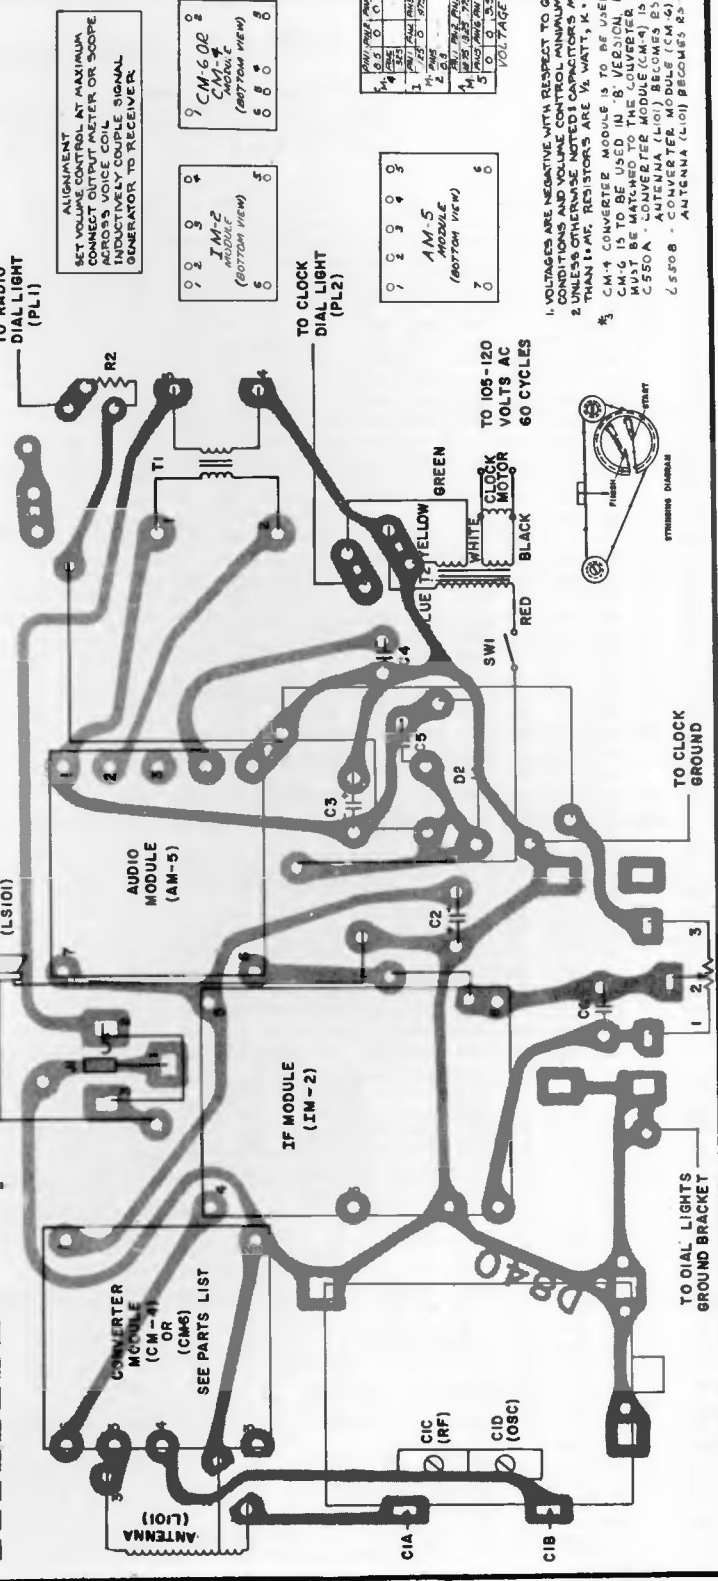 ALIGNMENT
SET VOLUME CONTROL AT MAXIMUM
CONNECT OUTPUT METER OR SCOPE
ACROSS VOICE COIL
INDUCTIVELY COUPLE SIGNAL
GENERATOR TO RECEIVER.
CM-6 OR
CM-4
MODULE
(BOTTOM VIEW)
IM-2
MODULE
(BOTTOM VIEW)
AM-5
MODULE
(BOTTOM VIEW)
VOLTAGE
1. VOLTAGES ARE NEGATIVE WITH RESPECT TO G
CONDITIONS AND VOLUME CONTROL MINIMUM
2 UNLESS OTHERWISE NOTED: CAPACITORS M
THAN 1 = MF, RESISTORS ARE 1/2 WATT, K =
CM-4 CONVERTER MODULE IS TO BE USE
CM-6 IS TO BE USED IN 'B' VERSION.
MUST BE MATCHED TO THE CONVERTER
C550A - CONVERTER MODULE (CM-4) IS
ANTENNA (L101) BECOMES RS
C550B - CONVERTER MODULE (CM-6)
ANTENNA (L101) BECOMES RS
TO RADIO
DIAL LIGHT
(PL1)
R2
T1
TO CLOCK
DIAL LIGHT
(PL2)
TO 105-120
VOLTS AC
60 CYCLES
GREEN
YELLOW
T2
BLUE
WHITE
CLOCK
MOTOR
BLACK
RED
SW1
START
FINISH
STRINGING DIAGRAM
(LS101)
AUDIO
MODULE
(AM-5)
C4
C3
C5
D2
C2
TO CLOCK
GROUND
J1
IF MODULE
(IM-2)
1 2 3
CONVERTER
MODULE
(CM-4)
OR
(CM6)
SEE PARTS LIST
D840
TO DIAL LIGHTS
GROUND BRACKET
ANTENNA
(L101)
C1C
(RF)
C1D
(OSC)
C1A
C1B